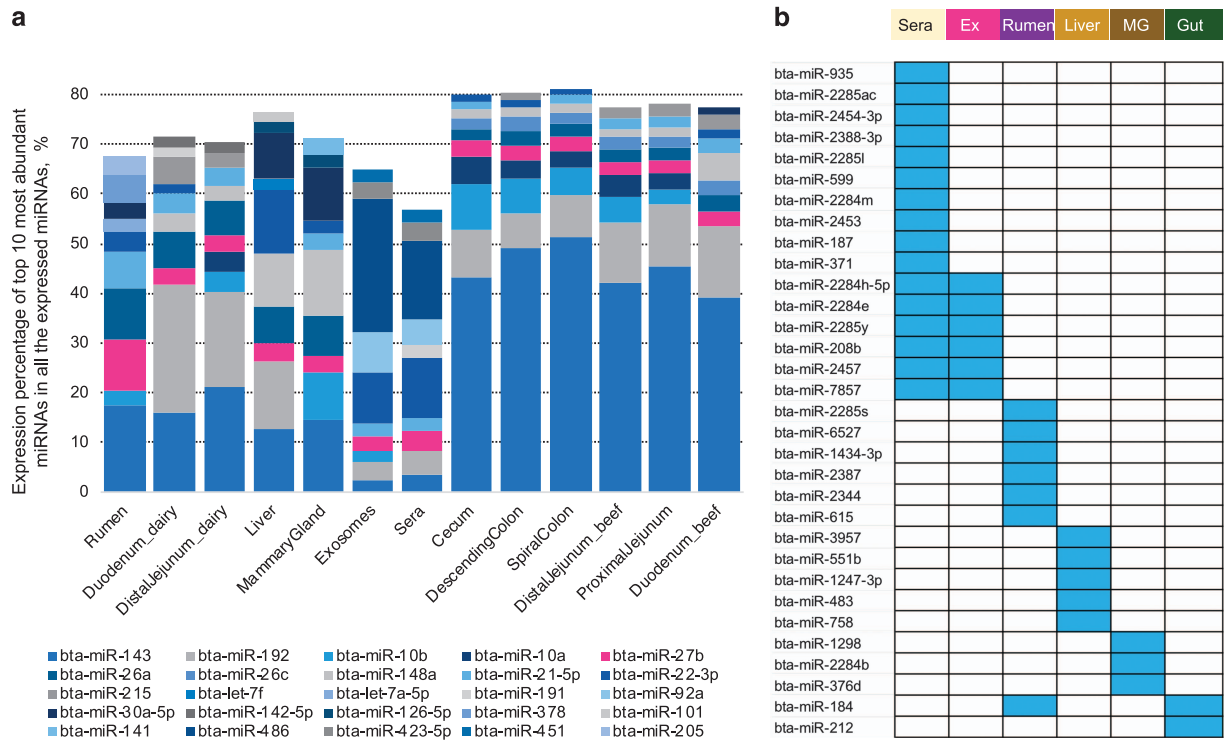 a
Expression percentage of top 10 most abundant
miRNAs in all the expressed miRNAs, %
80
70
60
50
40
30
20
10
0
Rumen
Duodenum_dairy
DistalJejunum_dairy
Liver
MammaryGland
Exosomes
Sera
Cecum
DescendingColon
SpiralColon
DistalJejunum_beef
ProximalJejunum
Duodenum_beef
bta-miR-143 bta-miR-192 bta-miR-10b bta-miR-10a bta-miR-27b
bta-miR-26a bta-miR-26c bta-miR-148a bta-miR-21-5p bta-miR-22-3p
bta-miR-215 bta-let-7f bta-let-7a-5p bta-miR-191 bta-miR-92a
bta-miR-30a-5p bta-miR-142-5p bta-miR-126-5p bta-miR-378 bta-miR-101
bta-miR-141 bta-miR-486 bta-miR-423-5p bta-miR-451 bta-miR-205
b
Sera Ex Rumen Liver MG Gut
bta-miR-935
bta-miR-2285ac
bta-miR-2454-3p
bta-miR-2388-3p
bta-miR-2285l
bta-miR-599
bta-miR-2284m
bta-miR-2453
bta-miR-187
bta-miR-371
bta-miR-2284h-5p
bta-miR-2284e
bta-miR-2285y
bta-miR-208b
bta-miR-2457
bta-miR-7857
bta-miR-2285s
bta-miR-6527
bta-miR-1434-3p
bta-miR-2387
bta-miR-2344
bta-miR-615
bta-miR-3957
bta-miR-551b
bta-miR-1247-3p
bta-miR-483
bta-miR-758
bta-miR-1298
bta-miR-2284b
bta-miR-376d
bta-miR-184
bta-miR-212